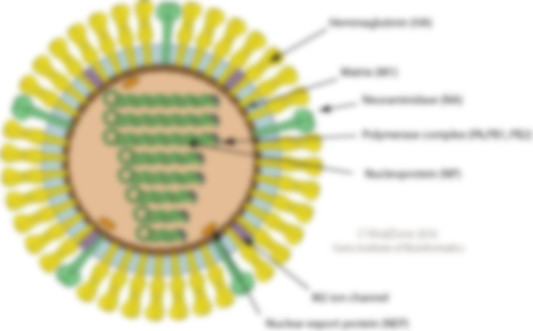 Hemagglutinin (HA)
Matrix (M1)
Neuraminidase (NA)
Polymerase complex (PA,PB1,PB2)
Nucleoprotein (NP)
© ViralZone
Swiss Institute of Bioinformatics
M2 ion channel
Nuclear export protein (NEP)